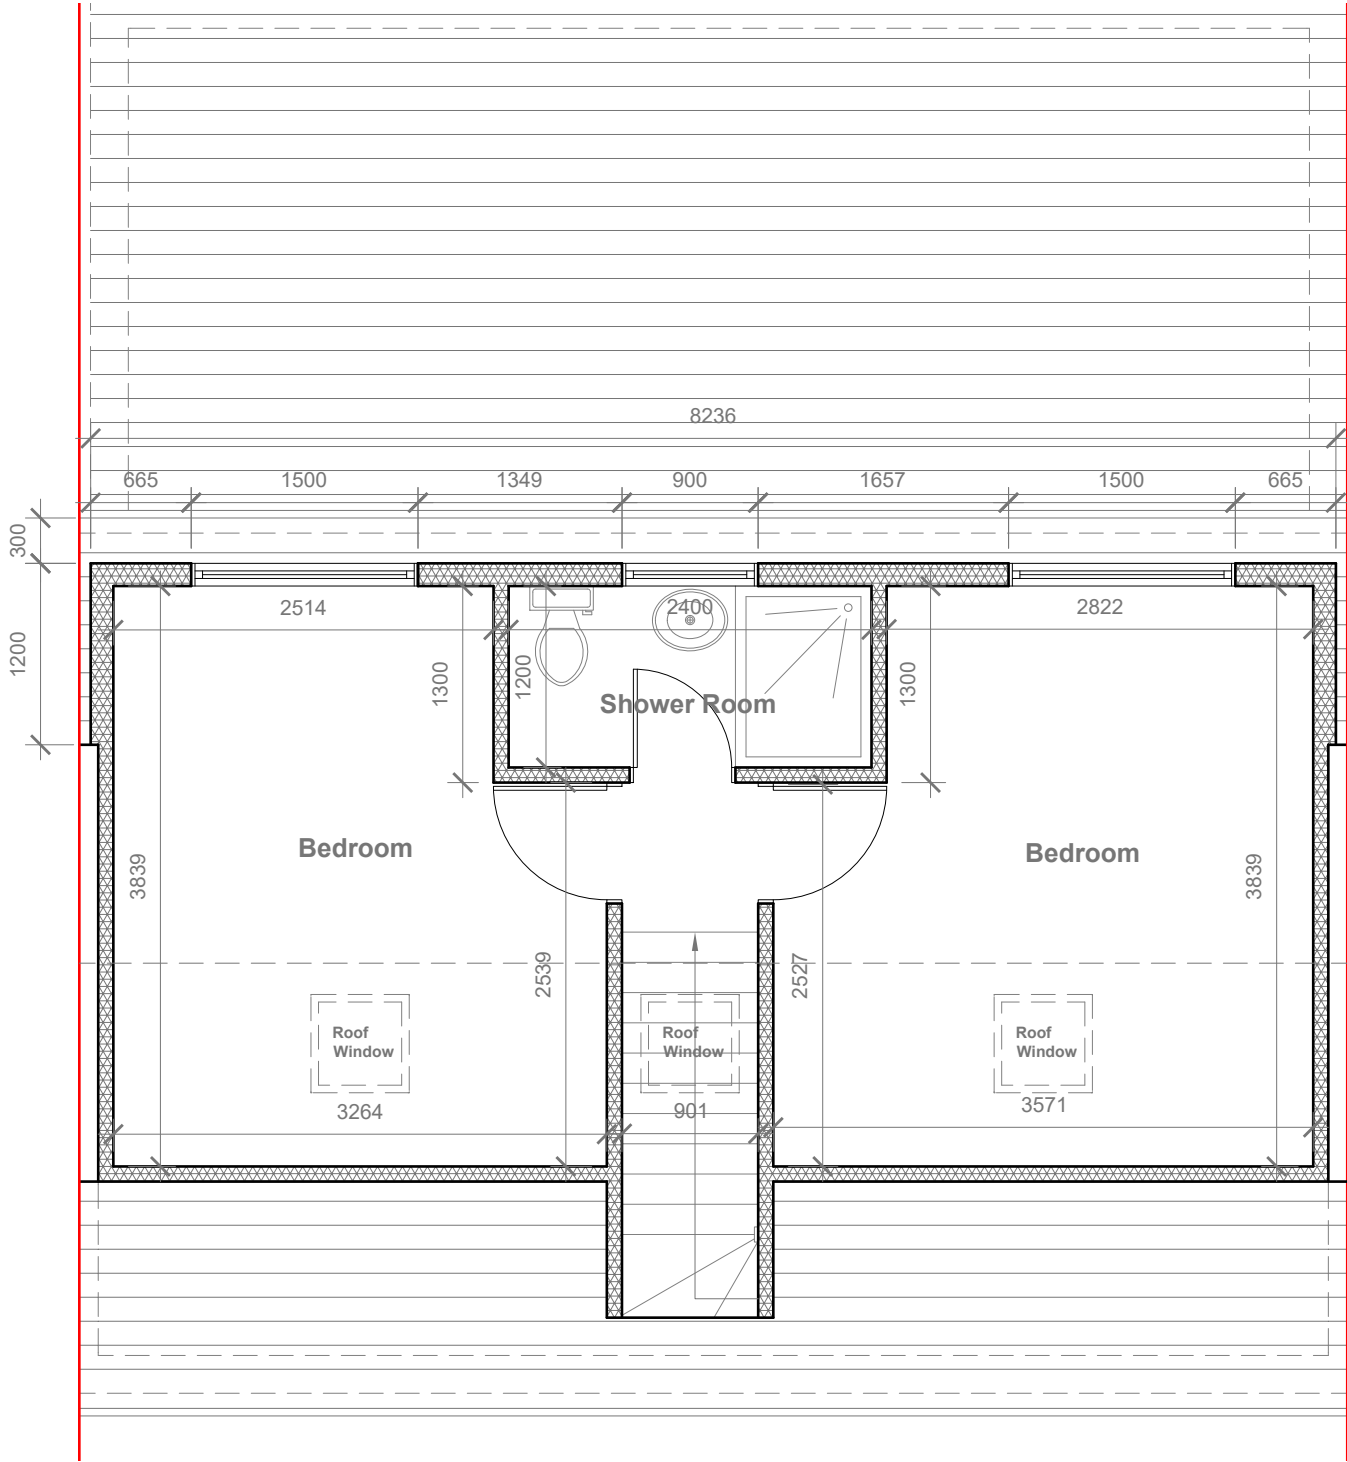 8236
665 1500 1349 900 1657 1500 665
300
2514 2400 2822
1200
1300 1200 1300
Shower Room
Bedroom Bedroom
3839 3839
2539 2527
Roof Roof Roof
Window Window Window
3264 901 3571